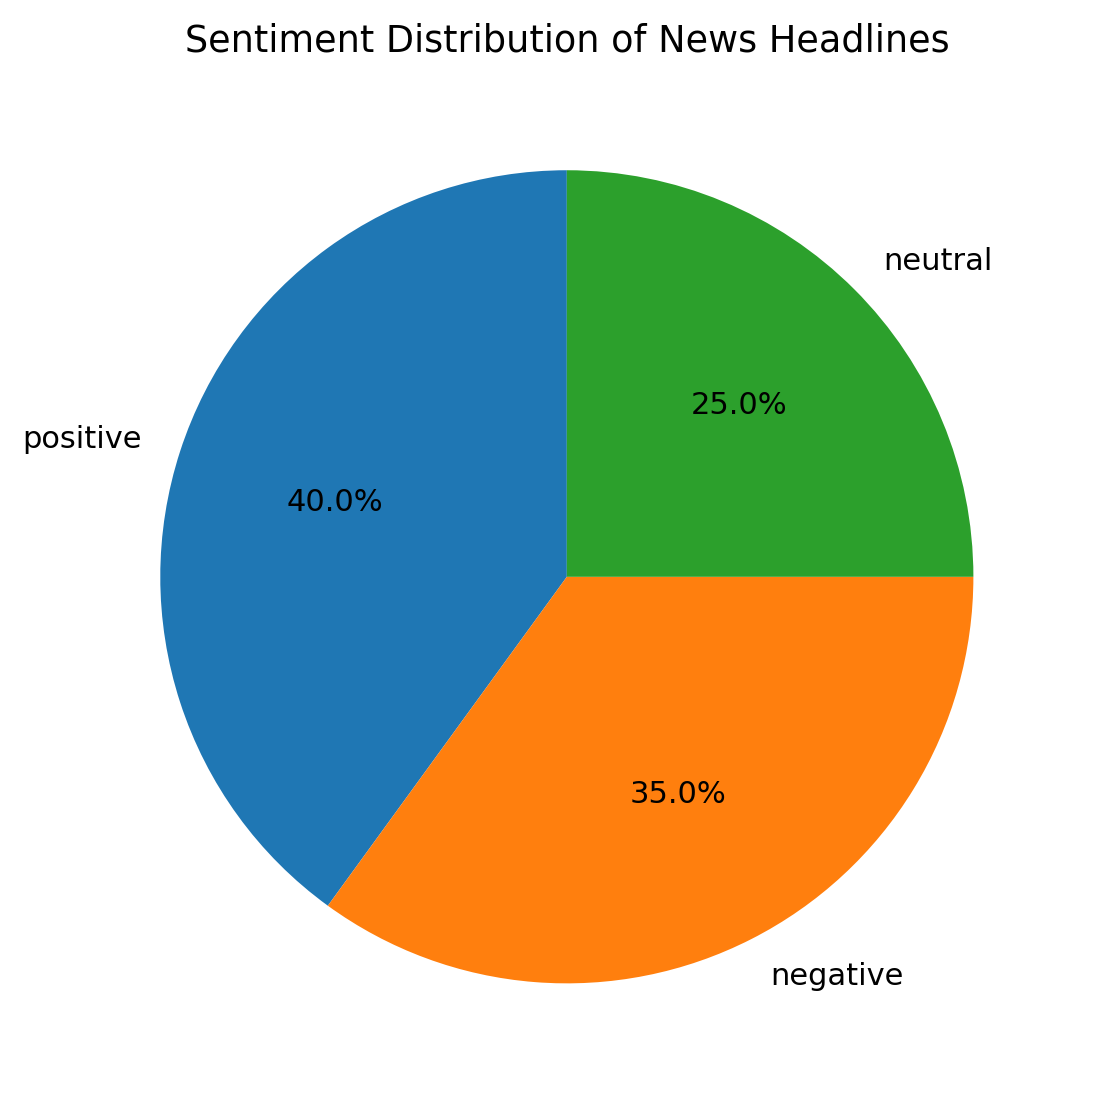 Sentiment Distribution of News Headlines
neutral
25.0%
positive
40.0%
35.0%
negative